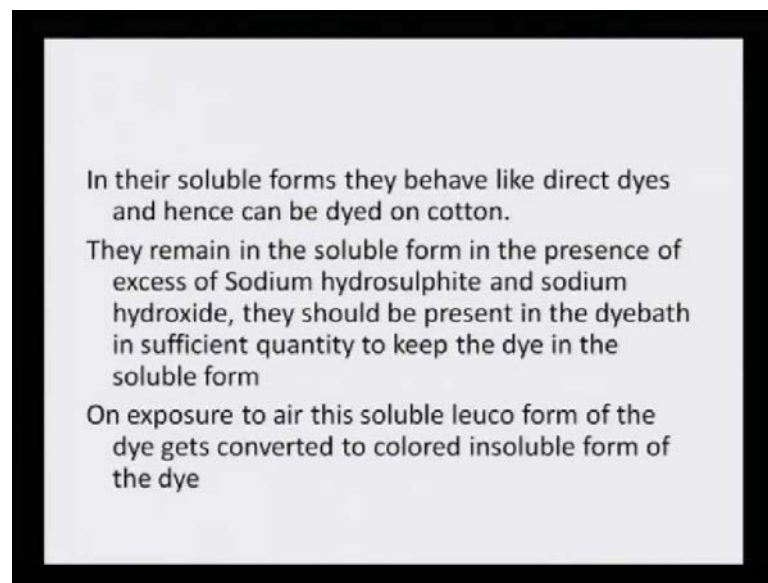 In their soluble forms they behave like direct dyes
and hence can be dyed on cotton.
They remain in the soluble form in the presence of
excess of Sodium hydrosulphite and sodium
hydroxide, they should be present in the dyebath
in sufficient quantity to keep the dye in the
soluble form
On exposure to air this soluble leuco form of the
dye gets converted to colored insoluble form of
the dye